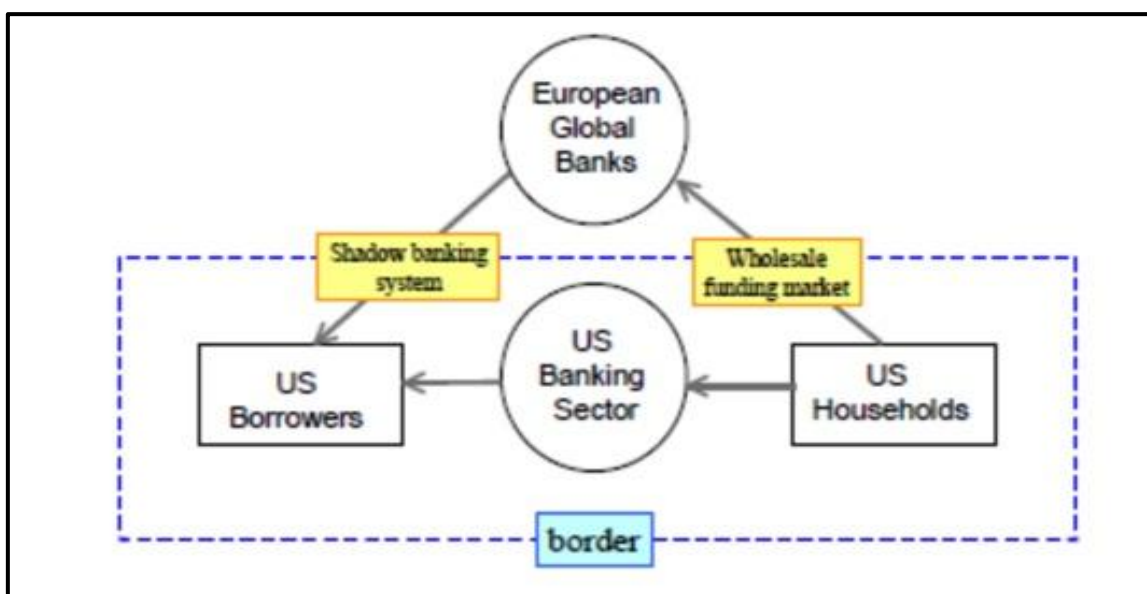 European
Global
Banks
Shadow banking
system
Wholesale
funding market
US
Borrowers
US
Banking
Sector
US
Households
border